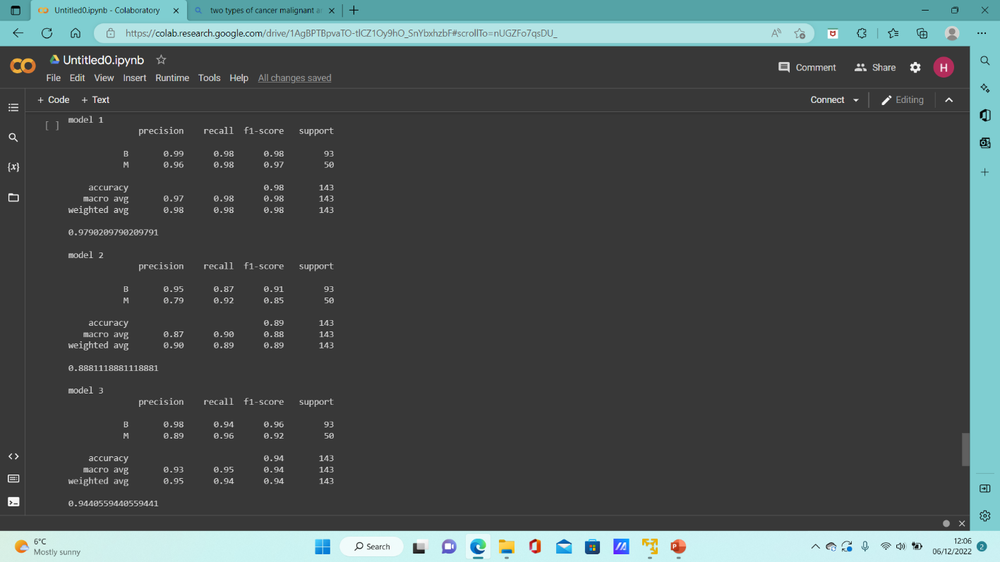 Untitled0.ipynb - Colaboratory
two types of cancer malignant a
https://colab.research.google.com/drive/1AgBPTBpvaTO-tlCZ1Oy9hO_SnYbxhzbF#scrollTo=nUGZFo7qsDU_
Untitled0.ipynb
File Edit View Insert Runtime Tools Help All changes saved
Comment Share H
+ Code + Text
Connect Editing
[ ] model 1
precision recall f1-score support
B 0.99 0.98 0.98 93
M 0.96 0.98 0.97 50
accuracy 0.98 143
macro avg 0.97 0.98 0.98 143
weighted avg 0.98 0.98 0.98 143
0.9790209790209791
model 2
precision recall f1-score support
B 0.95 0.87 0.91 93
M 0.79 0.92 0.85 50
accuracy 0.89 143
macro avg 0.87 0.90 0.88 143
weighted avg 0.90 0.89 0.89 143
0.8881118881118881
model 3
precision recall f1-score support
B 0.98 0.94 0.96 93
M 0.89 0.96 0.92 50
accuracy 0.94 143
macro avg 0.93 0.95 0.94 143
weighted avg 0.95 0.94 0.94 143
0.9440559440559441
6°C
Mostly sunny
Search
12:06
06/12/2022
2